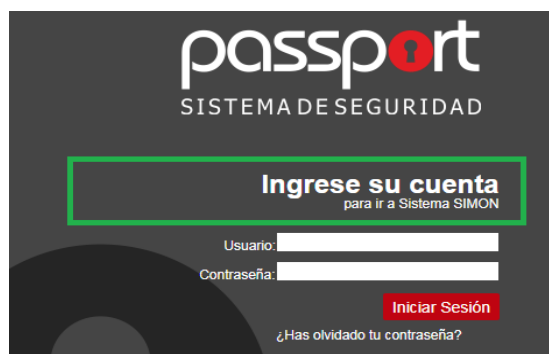 passport
SISTEMA DE SEGURIDAD
Ingrese su cuenta
para ir a Sistema SIMON
Usuario:
Contraseña:
Iniciar Sesión
¿Has olvidado tu contraseña?